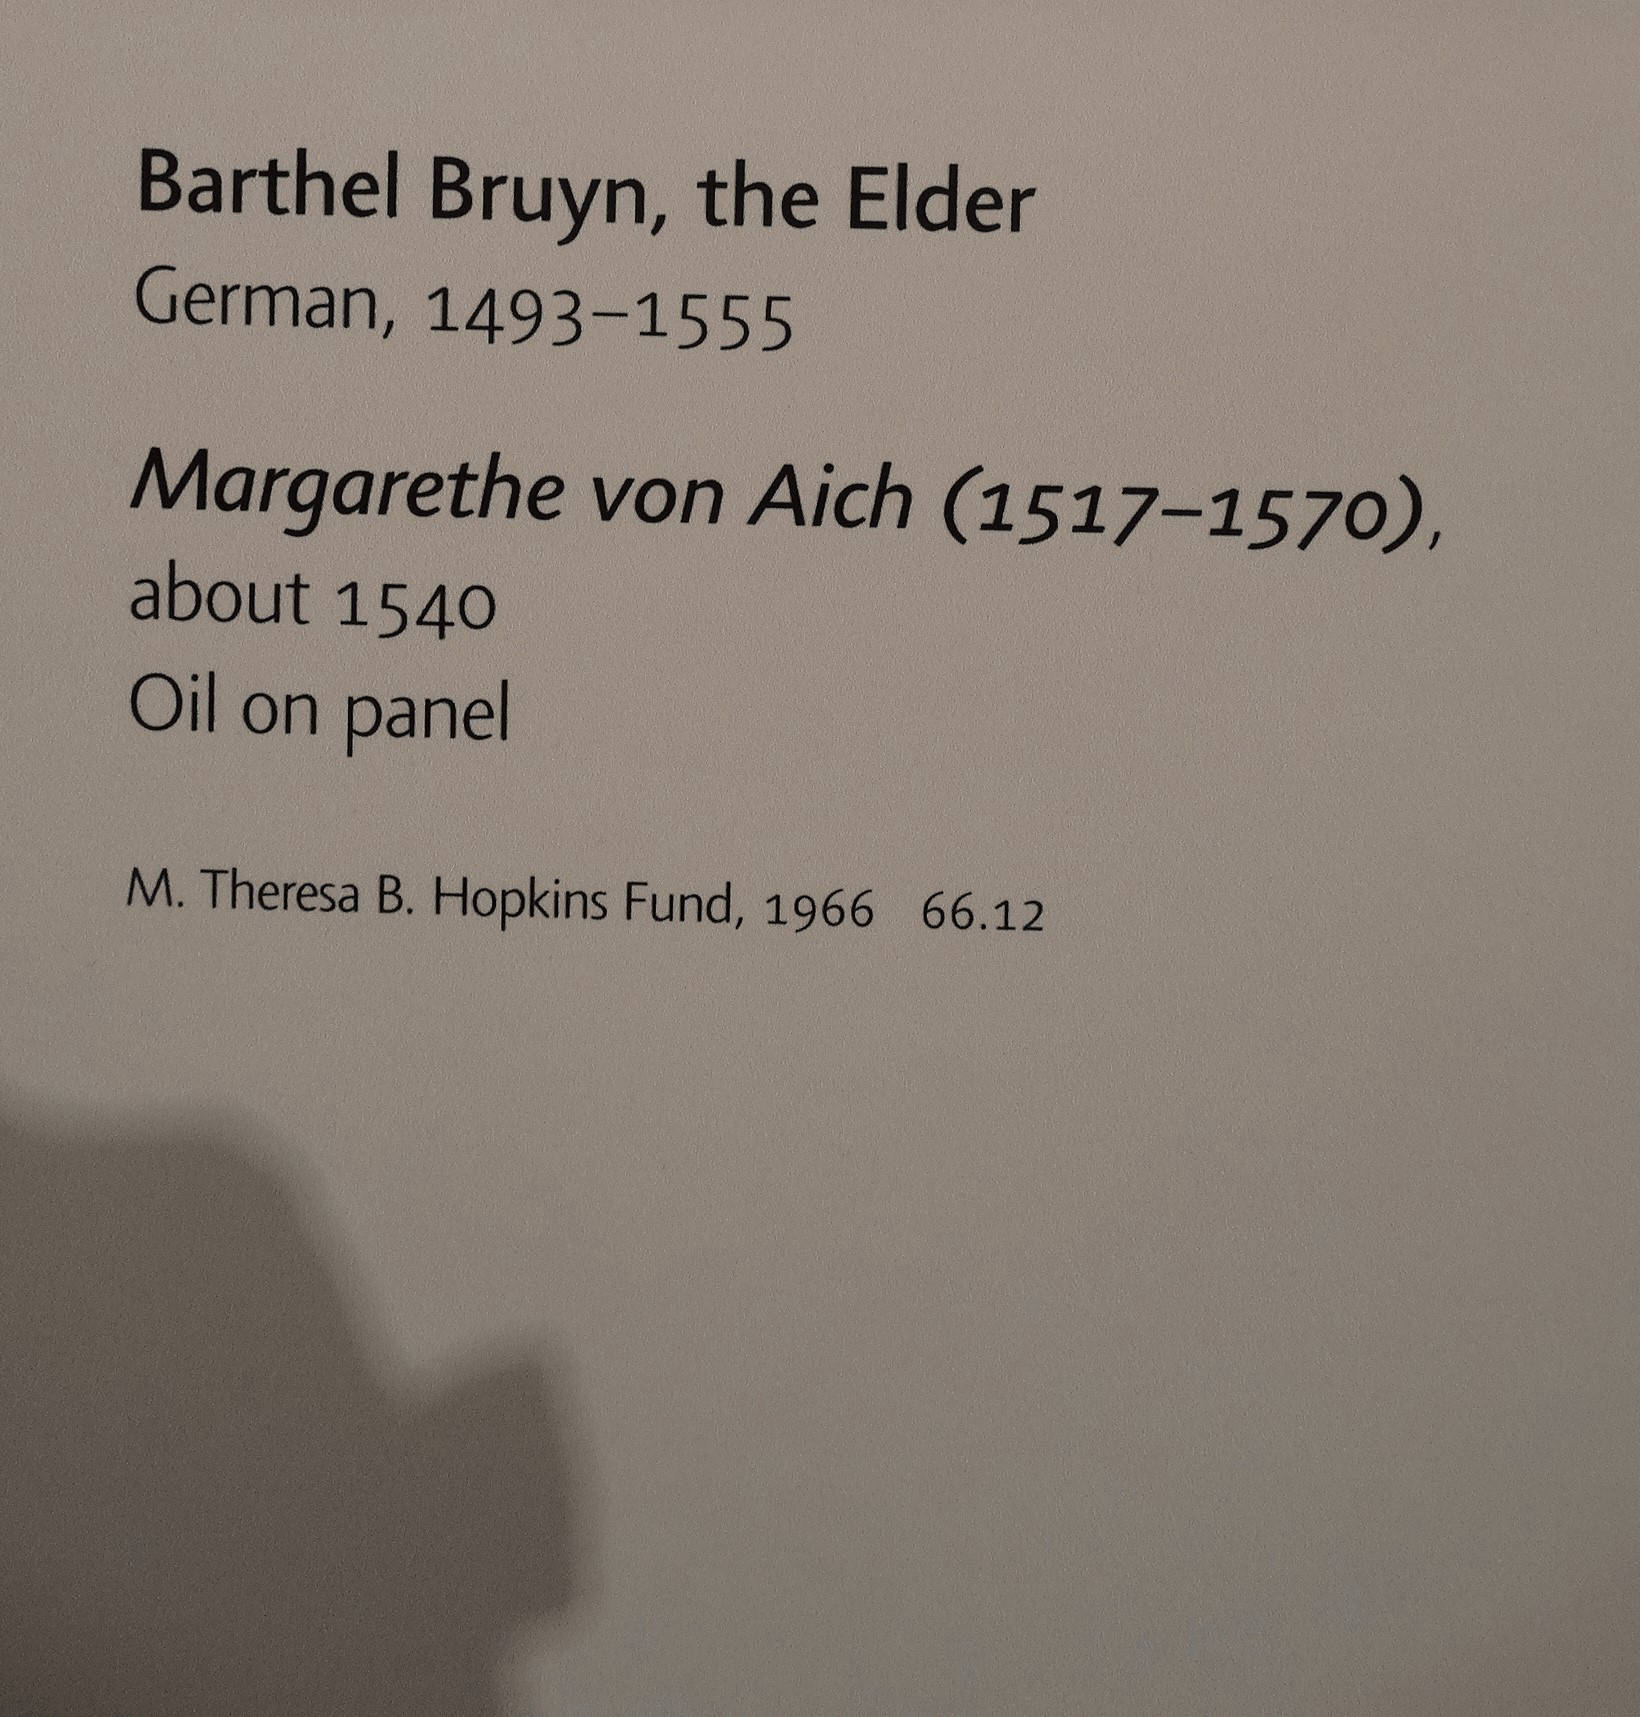 Barthel Bruyn, the Elder
German, 1493–1555
Margarethe von Aich (1517–1570),
about 1540
Oil on panel
M. Theresa B. Hopkins Fund, 1966 66.12